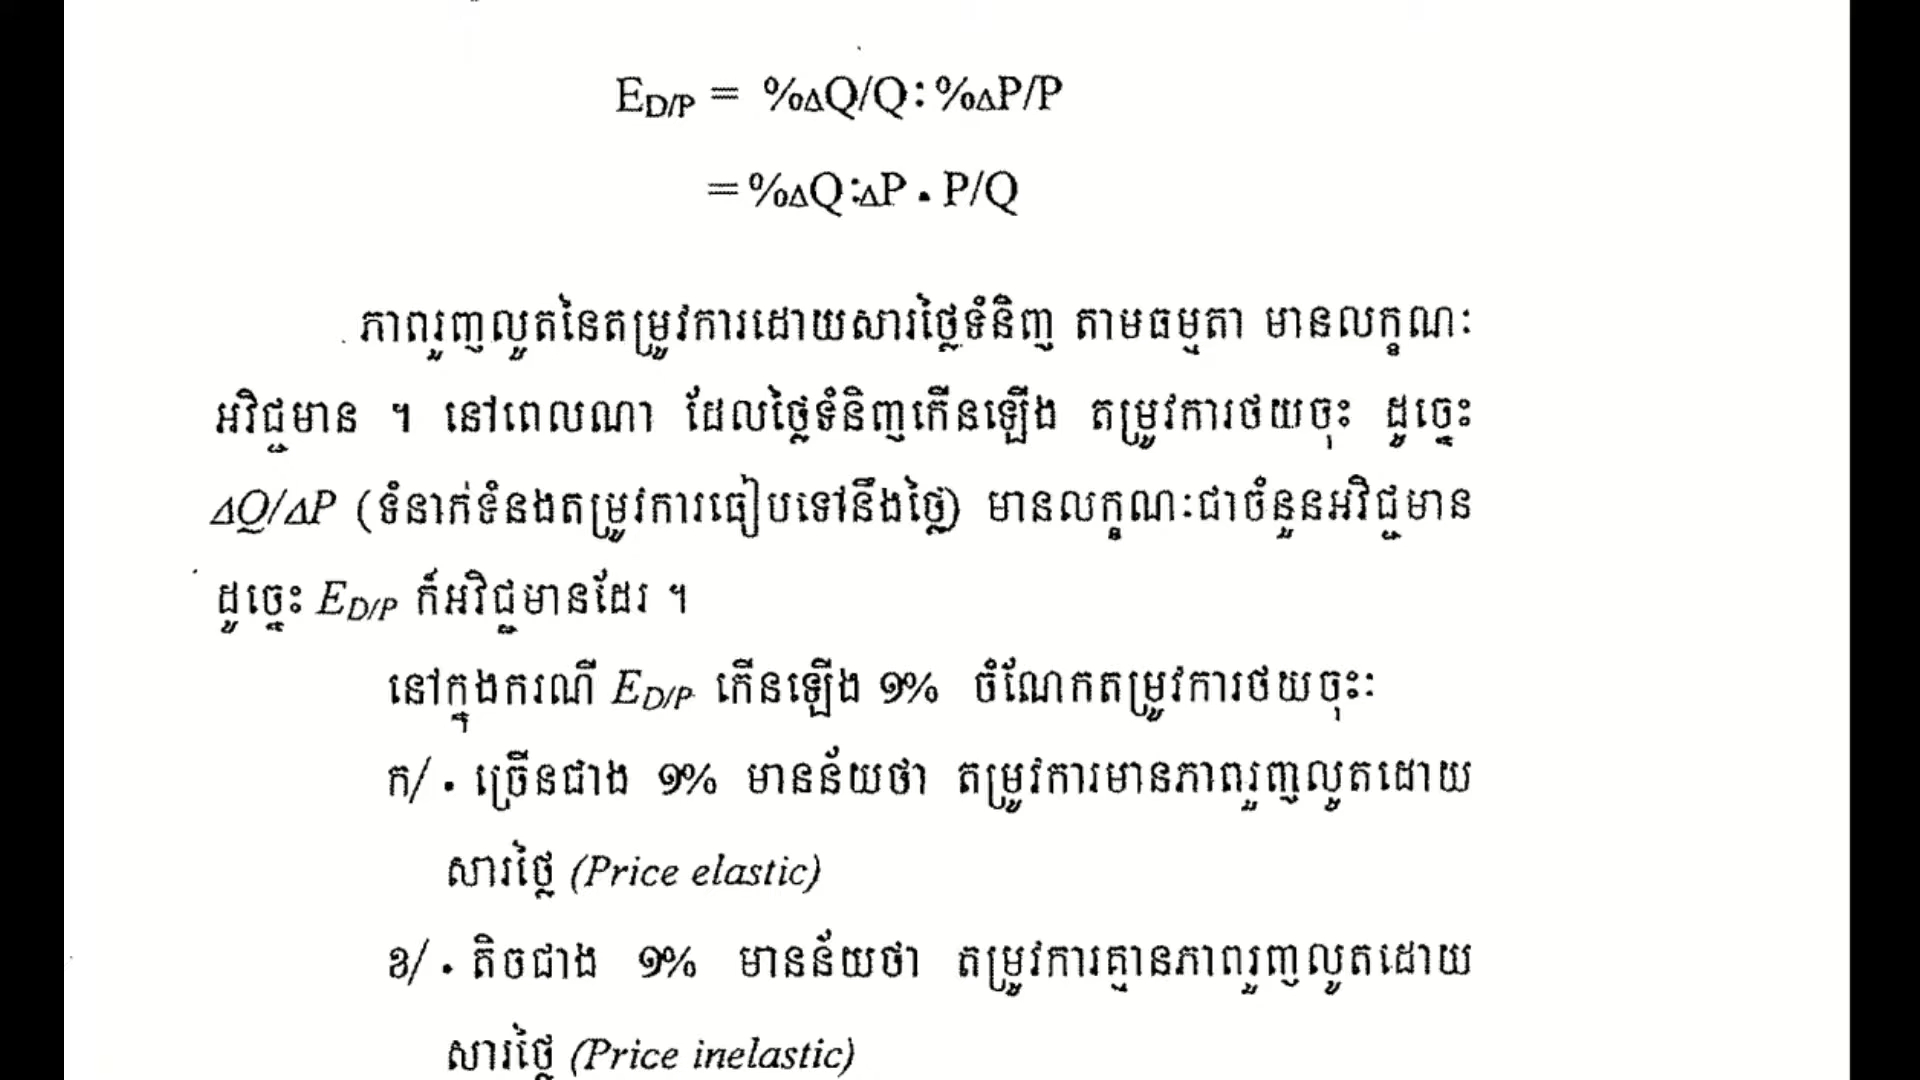 E_D/P = %ΔQ/Q:%ΔP/P
=%ΔQ:ΔP . P/Q
ភាពរួញលូតនៃតម្រូវការដោយសារថ្លៃទំនិញ តាមធម្មតា មានលក្ខណៈ
អវិជ្ជមាន ។ នៅពេលណា ដែលថ្លៃទំនិញកើនឡើង តម្រូវការថយចុះ ដូច្នេះ
ΔQ/ΔP (ទំនាក់ទំនងតម្រូវការធៀបទៅនឹងថ្លៃ) មានលក្ខណៈជាចំនួនអវិជ្ជមាន
ដូច្នេះ E_D/P ក៏អវិជ្ជមានដែរ ។
នៅក្នុងករណី E_D/P កើនឡើង ១% ចំណែកតម្រូវការថយចុះៈ
ក/. ច្រើនជាង ១% មានន័យថា តម្រូវការមានភាពរួញលូតដោយ
សារថ្លៃ (Price elastic)
ខ/. តិចជាង ១% មានន័យថា តម្រូវការគ្មានភាពរួញលូតដោយ
សារថ្លៃ (Price inelastic)